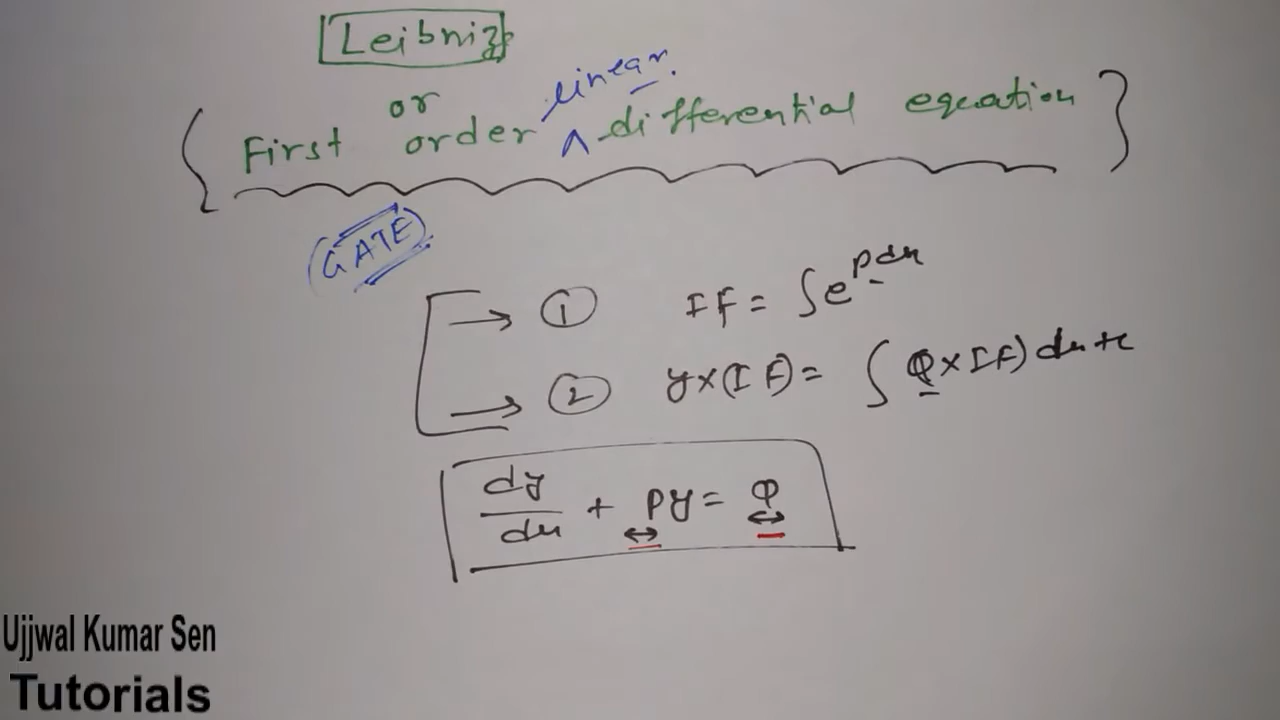 Leibniz
or
linear.
First order ^ differential equation
GATE
→ ① IF = ∫e^{Pdx}
→ ② y×(IF) = ∫ Q×IF) dx+c
dy/dx + Py = Q
Ujjwal Kumar Sen
Tutorials